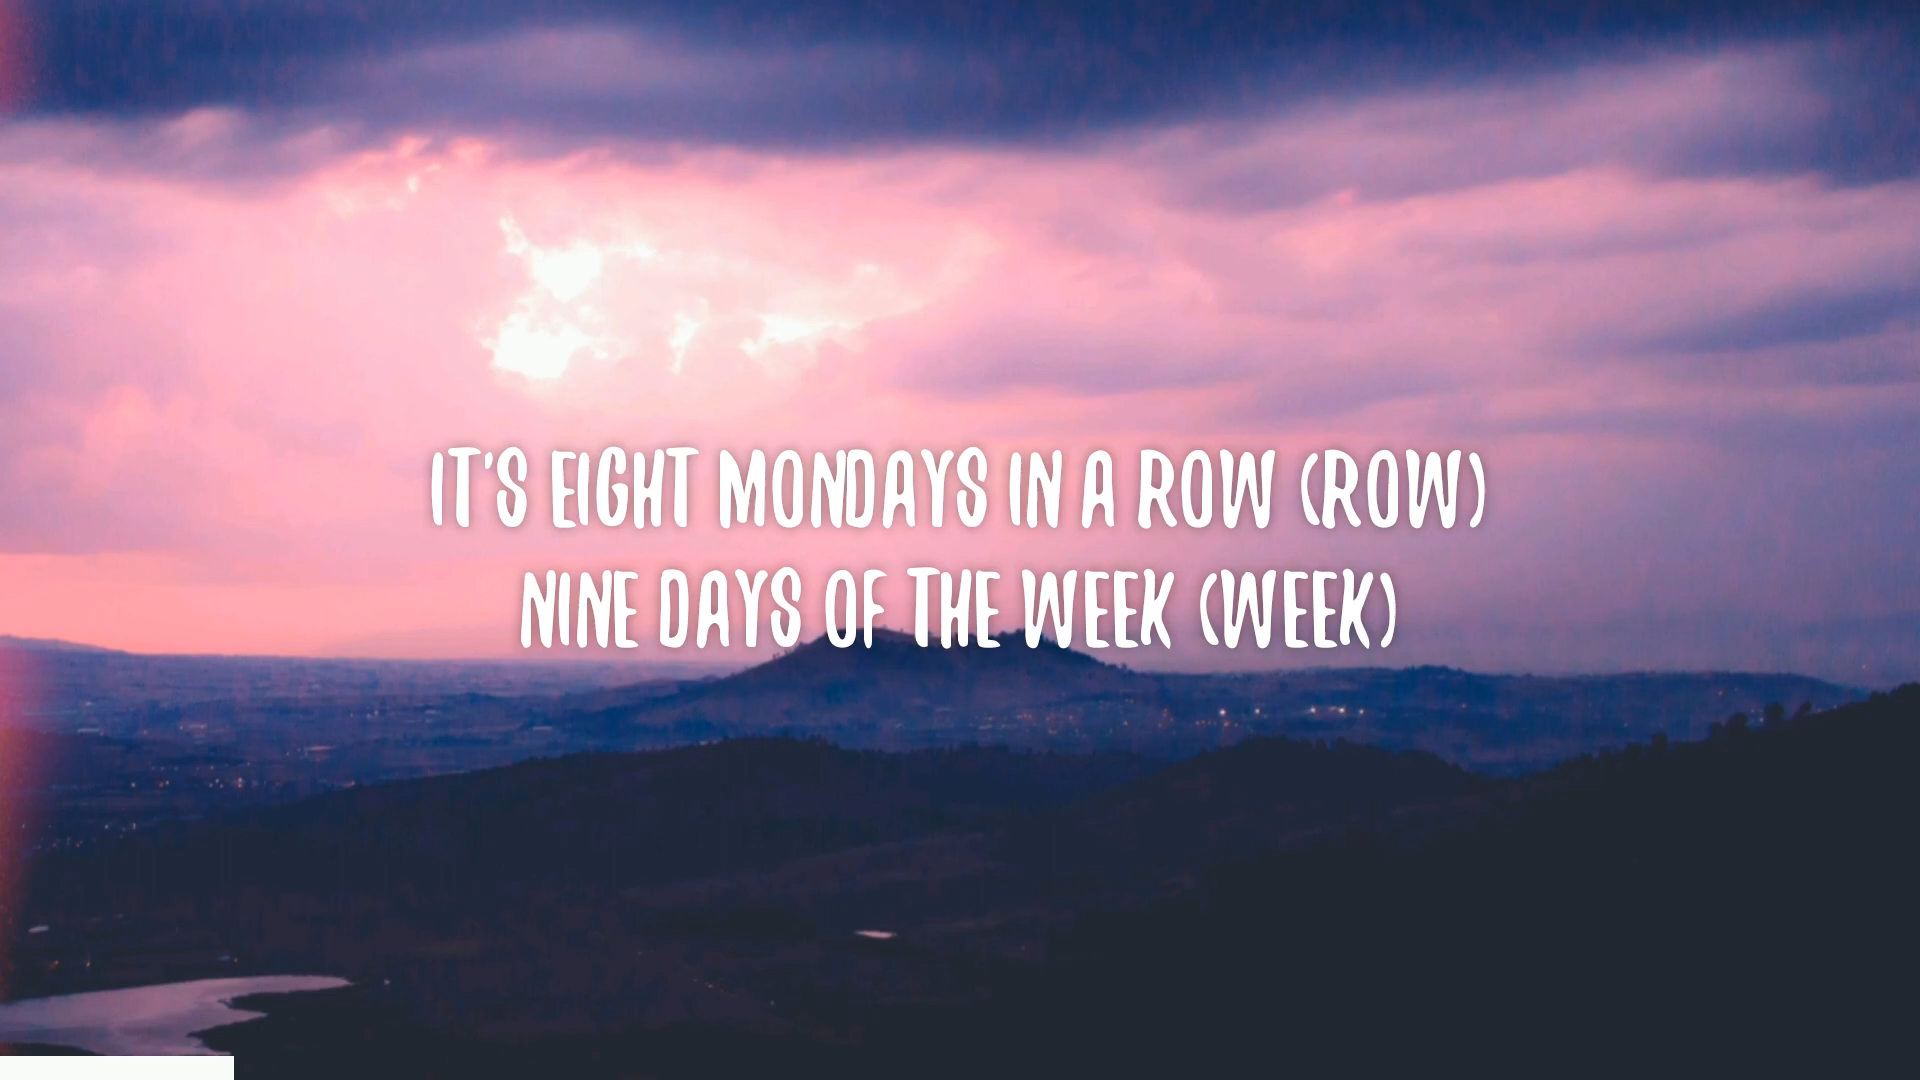 IT'S EIGHT MONDAYS IN A ROW (ROW)
NINE DAYS OF THE WEEK (WEEK)